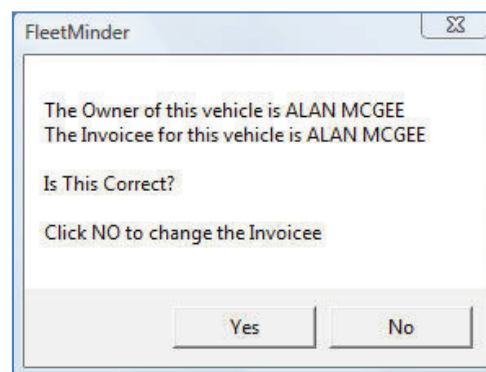 FleetMinder
The Owner of this vehicle is ALAN MCGEE
The Invoicee for this vehicle is ALAN MCGEE
Is This Correct?
Click NO to change the Invoicee
Yes
No